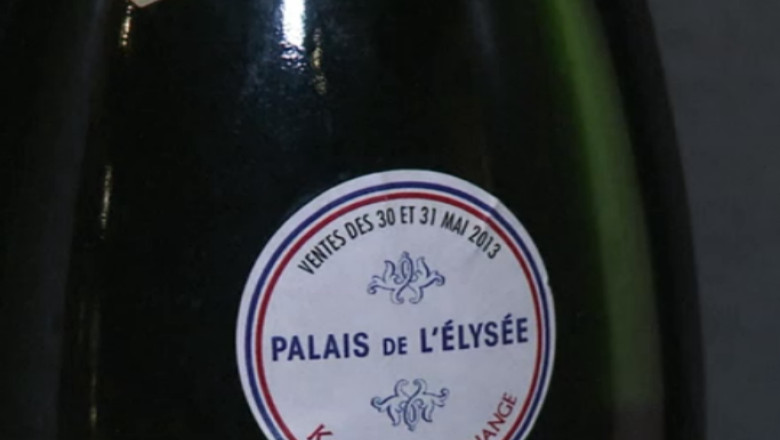 VENTES DES 30 ET 31 MAI 2013
PALAIS DE L'ÉLYSÉE